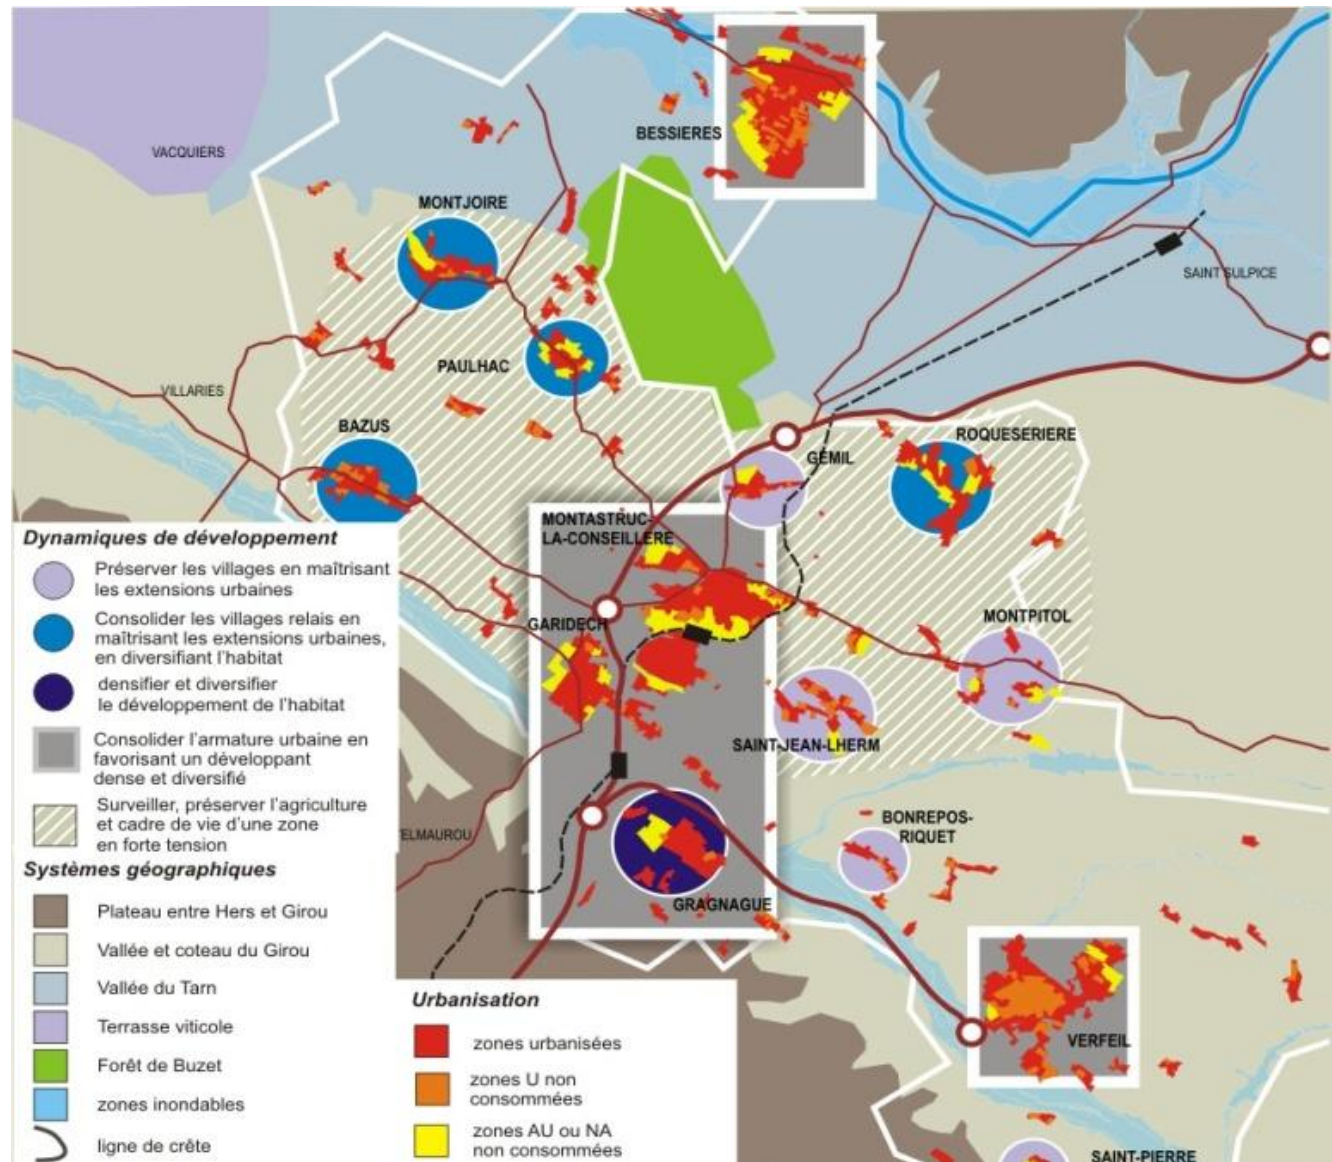 BESSIERES
VACQUIERS
MONTJOIRE
SAINT SULPICE
PAULHAC
VILLARIES
BAZUS
ROQUESERIERE
GÉMIL
MONTASTRUC-
LA-CONSEILLERE
GARIDECH
MONTPITOL
SAINT-JEAN-LHERM
ELMAUROU
BONREPOS-
RIQUET
GRAGNAGUE
VERFEIL
SAINT-PIERRE
Dynamiques de développement
Préserver les villages en maîtrisant
les extensions urbaines
Consolider les villages relais en
maîtrisant les extensions urbaines,
en diversifiant l'habitat
densifier et diversifier
le développement de l'habitat
Consolider l'armature urbaine en
favorisant un développant
dense et diversifié
Surveiller, préserver l'agriculture
et cadre de vie d'une zone
en forte tension
Systèmes géographiques
Plateau entre Hers et Girou
Vallée et coteau du Girou
Vallée du Tarn
Terrasse viticole
Forêt de Buzet
zones inondables
ligne de crête
Urbanisation
zones urbanisées
zones U non
consommées
zones AU ou NA
non consommées